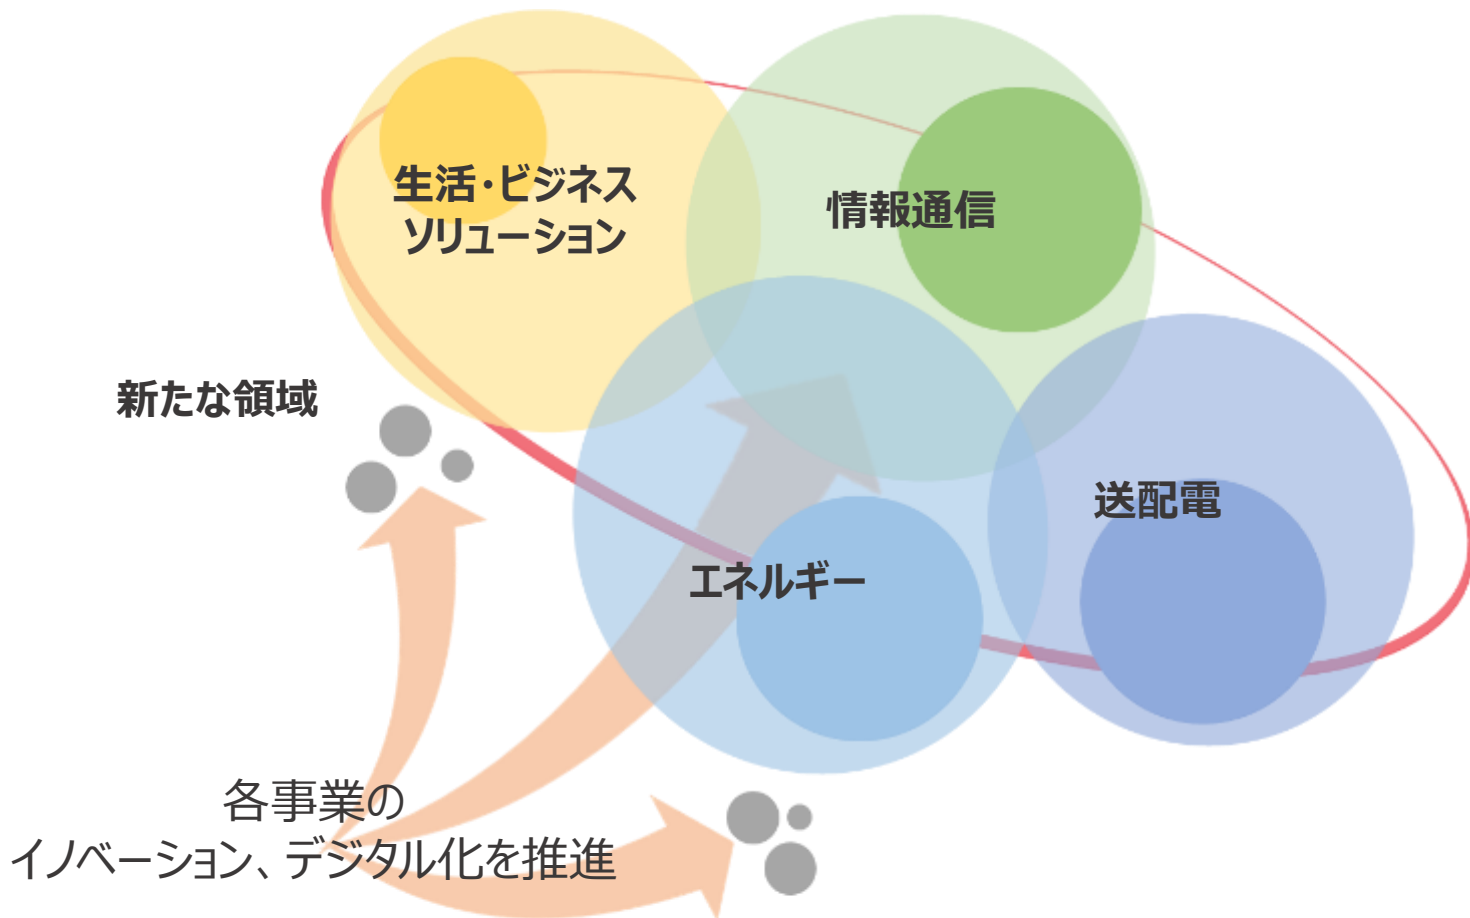 生活・ビジネス
ソリューション
情報通信
新たな領域
送配電
エネルギー
各事業の
イノベーション、デジタル化を推進